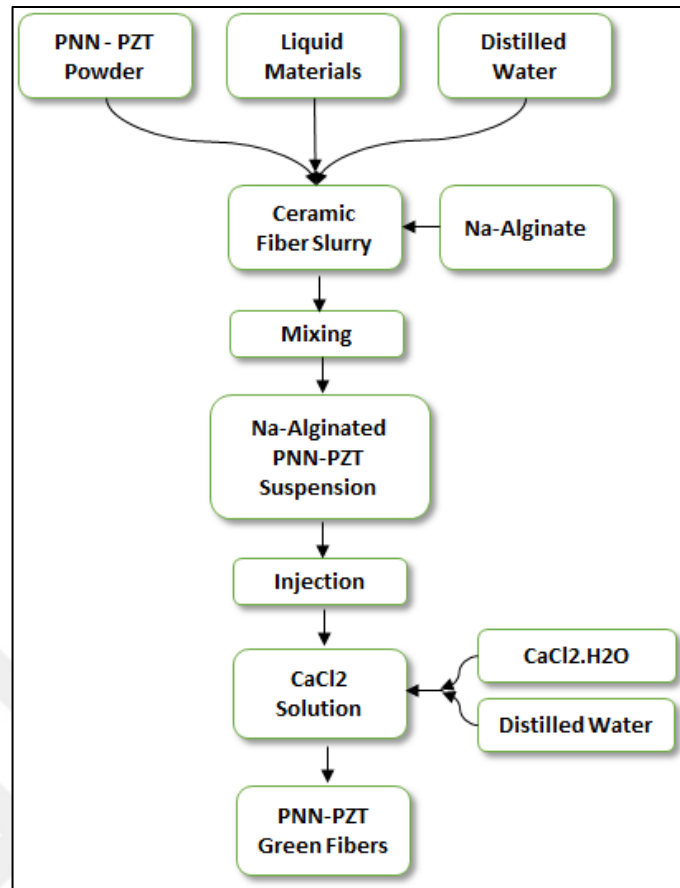 PNN - PZT
Powder
Liquid
Materials
Distilled
Water
Ceramic
Fiber Slurry
Na-Alginate
Mixing
Na-Alginated
PNN-PZT
Suspension
Injection
CaCl2
Solution
CaCl2.H2O
Distilled Water
PNN-PZT
Green Fibers